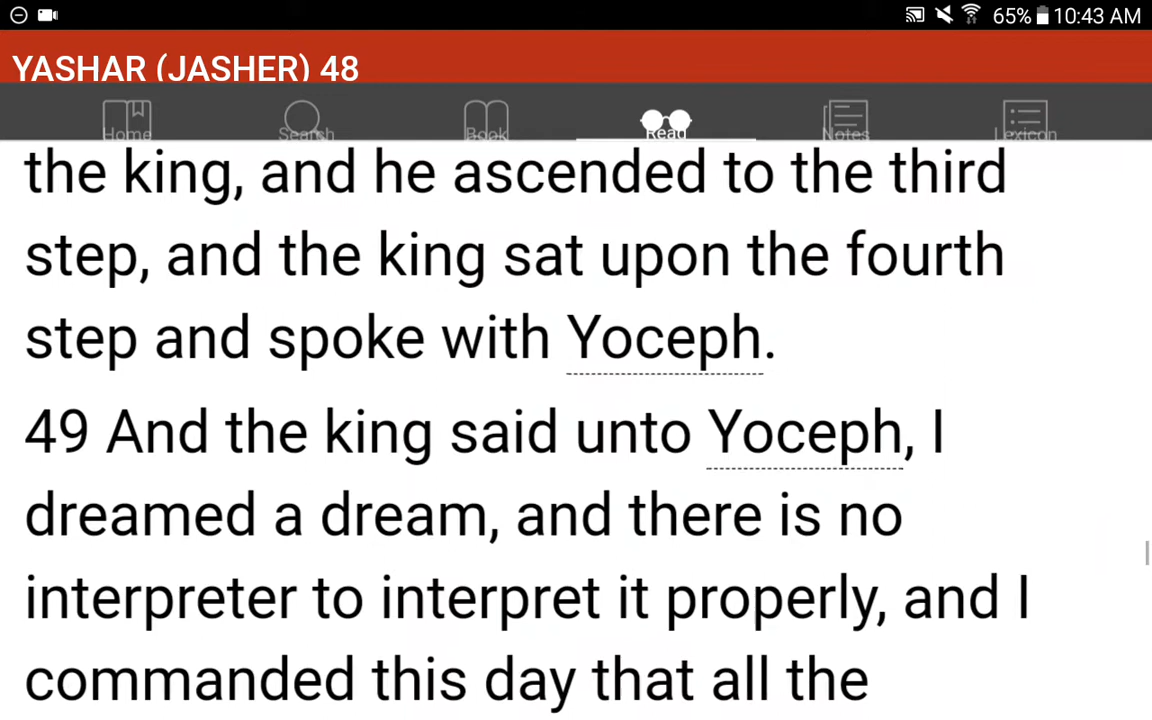 65% 10:43 AM
YASHAR (JASHER) 48
Home Search Book Read Notes Lexicon
the king, and he ascended to the third
step, and the king sat upon the fourth
step and spoke with Yoceph.
49 And the king said unto Yoceph, I
dreamed a dream, and there is no
interpreter to interpret it properly, and I
commanded this day that all the